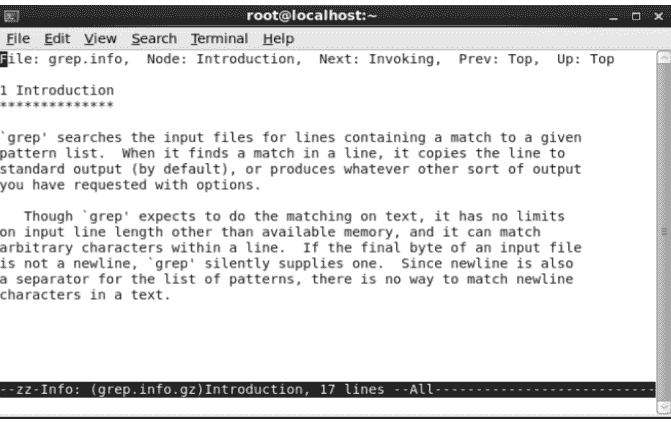 root@localhost:~
File Edit View Search Terminal Help
File: grep.info,  Node: Introduction,  Next: Invoking,  Prev: Top,  Up: Top
1 Introduction
**************
`grep' searches the input files for lines containing a match to a given
pattern list.  When it finds a match in a line, it copies the line to
standard output (by default), or produces whatever other sort of output
you have requested with options.
Though `grep' expects to do the matching on text, it has no limits
on input line length other than available memory, and it can match
arbitrary characters within a line.  If the final byte of an input file
is not a newline, `grep' silently supplies one.  Since newline is also
a separator for the list of patterns, there is no way to match newline
characters in a text.
--zz-Info: (grep.info.gz)Introduction, 17 lines --All---------------------------